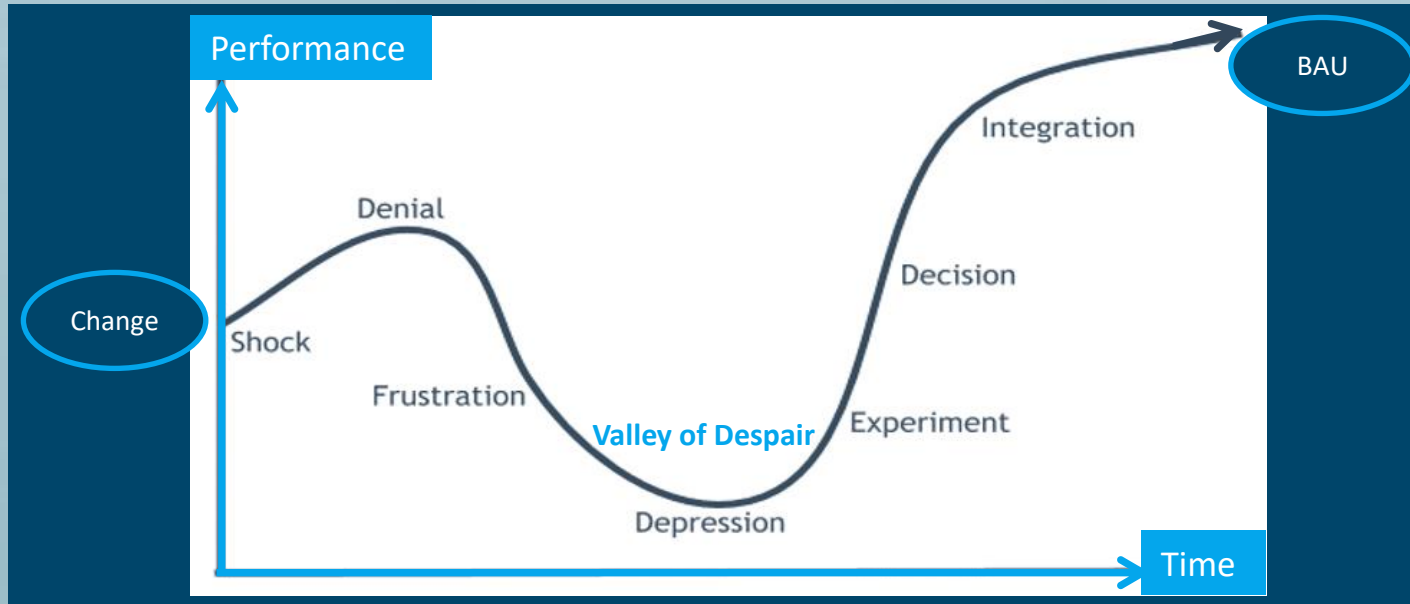 Performance
BAU
Integration
Denial
Decision
Change
Shock
Frustration
Valley of Despair
Experiment
Depression
Time